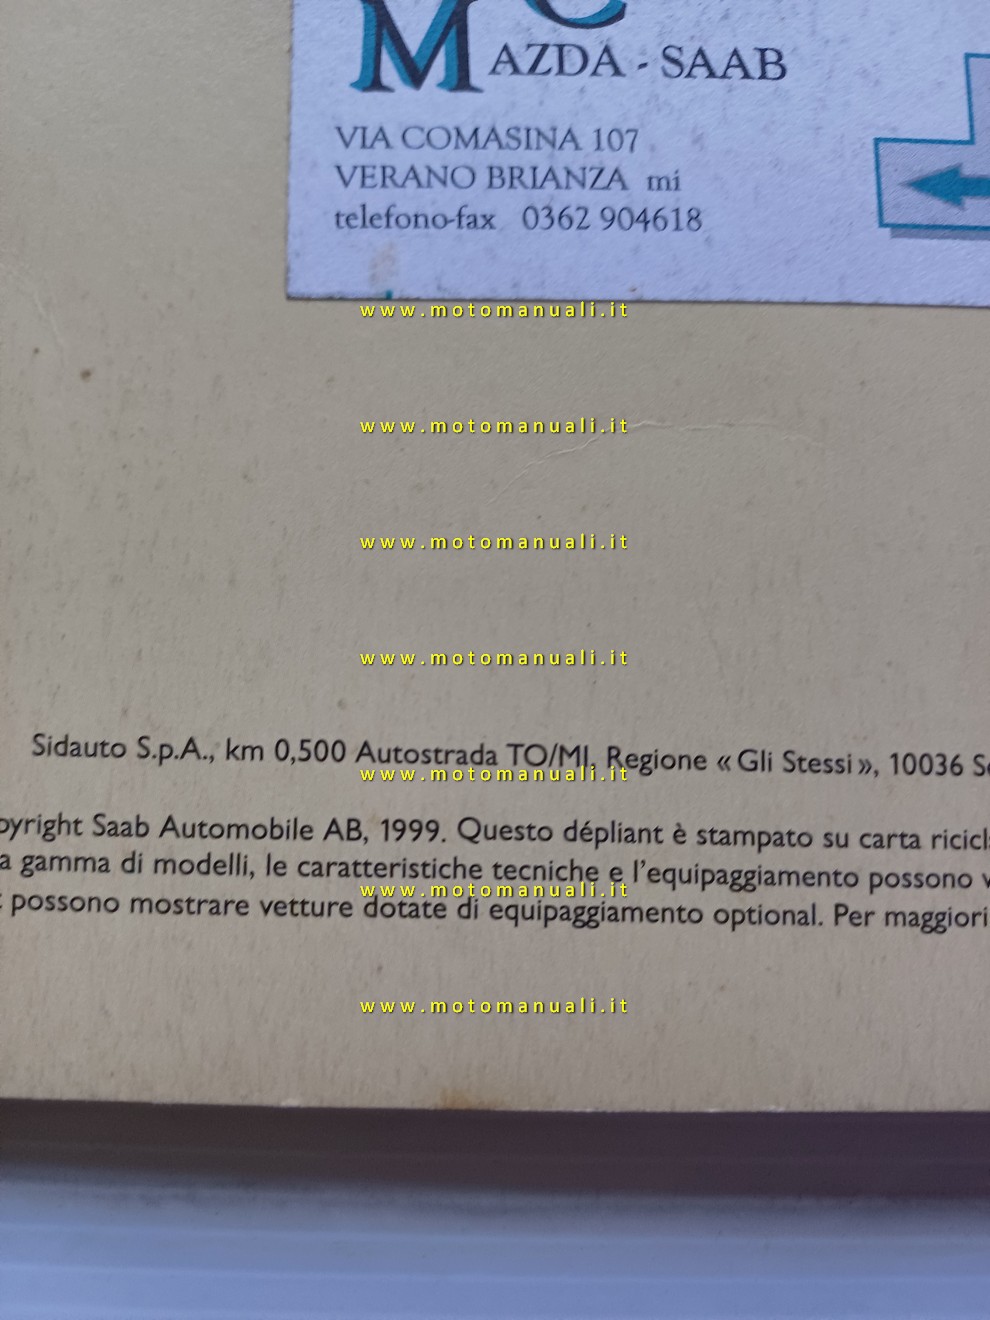 MAZDA - SAAB
VIA COMASINA 107
VERANO BRIANZA mi
telefono-fax 0362 904618
www.motomanuali.it
www.motomanuali.it
www.motomanuali.it
www.motomanuali.it
Sidauto S.p.A., km 0,500 Autostrada TO/MI, Regione « Gli Stessi », 10036
www.motomanuali.it
pyright Saab Automobile AB, 1999. Questo dépliant è stampato su carta ricicl
a gamma di modelli, le caratteristiche tecniche e l'equipaggiamento possono
www.motomanuali.it
possono mostrare vetture dotate di equipaggiamento optional. Per maggiori
www.motomanuali.it